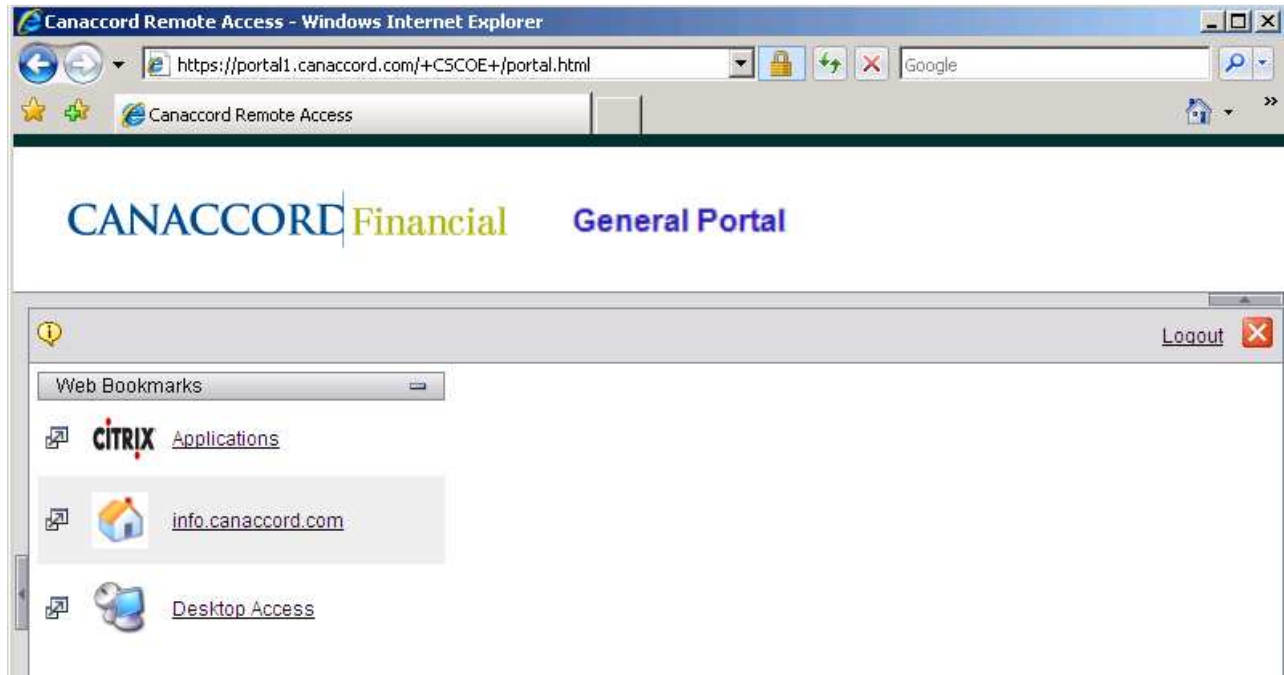 Canaccord Remote Access - Windows Internet Explorer
https://portal1.canaccord.com/+CSCOE+/portal.html
Google
Canaccord Remote Access
»
CANACCORD Financial General Portal
Logout
Web Bookmarks
CITRIX Applications
info.canaccord.com
Desktop Access